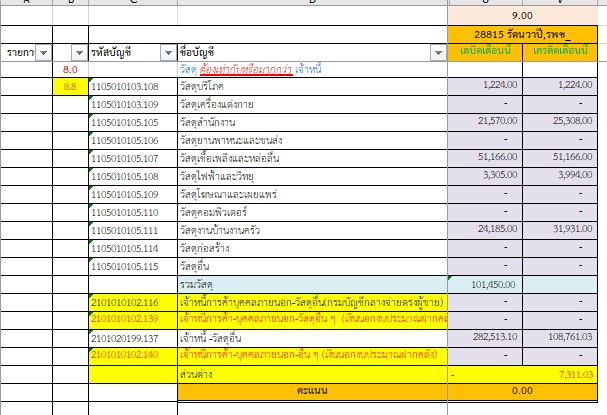 9.00
28815 รัตนวาปี,รพช_
รายกา รหัสบัญชี ชื่อบัญชี เดบิตเดือนนี้ เครดิตเดือนนี้
8.0 วัสดุ ต้องเท่ากับหรือมากกว่า เจ้าหนี้
8.8 1105010103.108 วัสดุบริโภค 1,224.00 1,224.00
1105010103.109 วัสดุเครื่องแต่งกาย - -
1105010105.105 วัสดุสำนักงาน 21,570.00 25,308.00
1105010105.106 วัสดุยานพาหนะและขนส่ง - -
1105010105.107 วัสดุเชื้อเพลิงและหล่อลื่น 51,166.00 51,166.00
1105010105.108 วัสดุไฟฟ้าและวิทยุ 3,305.00 3,994.00
1105010105.109 วัสดุโฆษณาและเผยแพร่ - -
1105010105.110 วัสดุคอมพิวเตอร์ - -
1105010105.111 วัสดุงานบ้านงานครัว 24,185.00 31,931.00
1105010105.114 วัสดุก่อสร้าง - -
1105010105.115 วัสดุอื่น - -
รวมวัสดุ 101,450.00
2101010102.116 เจ้าหนี้การค้าบุคคลภายนอก-วัสดุอื่น(กรมบัญชีกลางจ่ายตรงผู้ขาย) - -
2101010102.139 เจ้าหนี้การค้า-บุคคลภายนอก-วัสดุอื่น ๆ (เงินนอกงบประมาณฝากคลั - -
2101020199.137 เจ้าหนี้ -วัสดุอื่น 282,513.10 108,761.03
2101010102.140 เจ้าหนี้การค้า-บุคคลภายนอก-อื่น ๆ (เงินนอกงบประมาณฝากคลัง) - -
ส่วนต่าง - 7,311.03
คะแนน 0.00